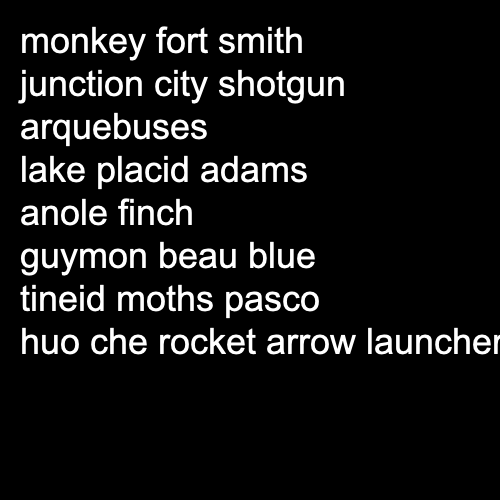 monkey fort smith
junction city shotgun
arquebuses
lake placid adams
anole finch
guymon beau blue
tineid moths pasco
huo che rocket arrow launcher